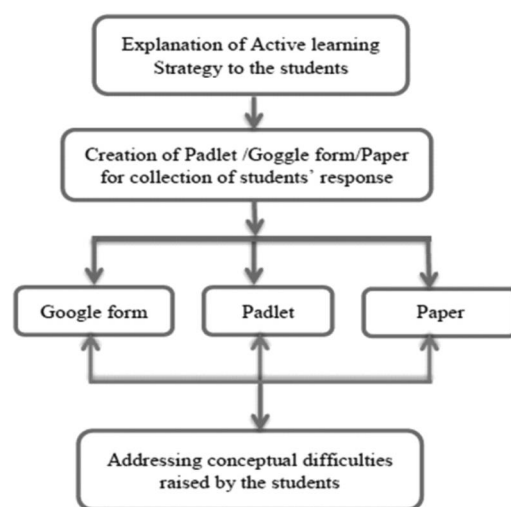 Explanation of Active learning
Strategy to the students
Creation of Padlet /Goggle form/Paper
for collection of students’ response
Google form
Padlet
Paper
Addressing conceptual difficulties
raised by the students